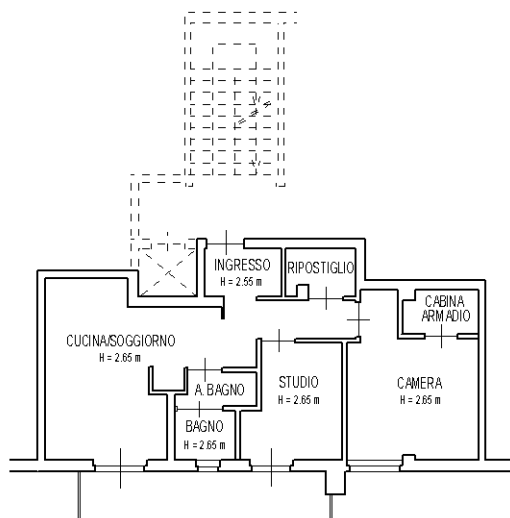 INGRESSO
H = 2.55 m
RIPOSTIGLIO
CABINA
ARMADIO
CUCINA/SOGGIORNO
H = 2.65 m
A. BAGNO
STUDIO
H = 2.65 m
CAMERA
H = 2.65 m
BAGNO
H = 2.65 m